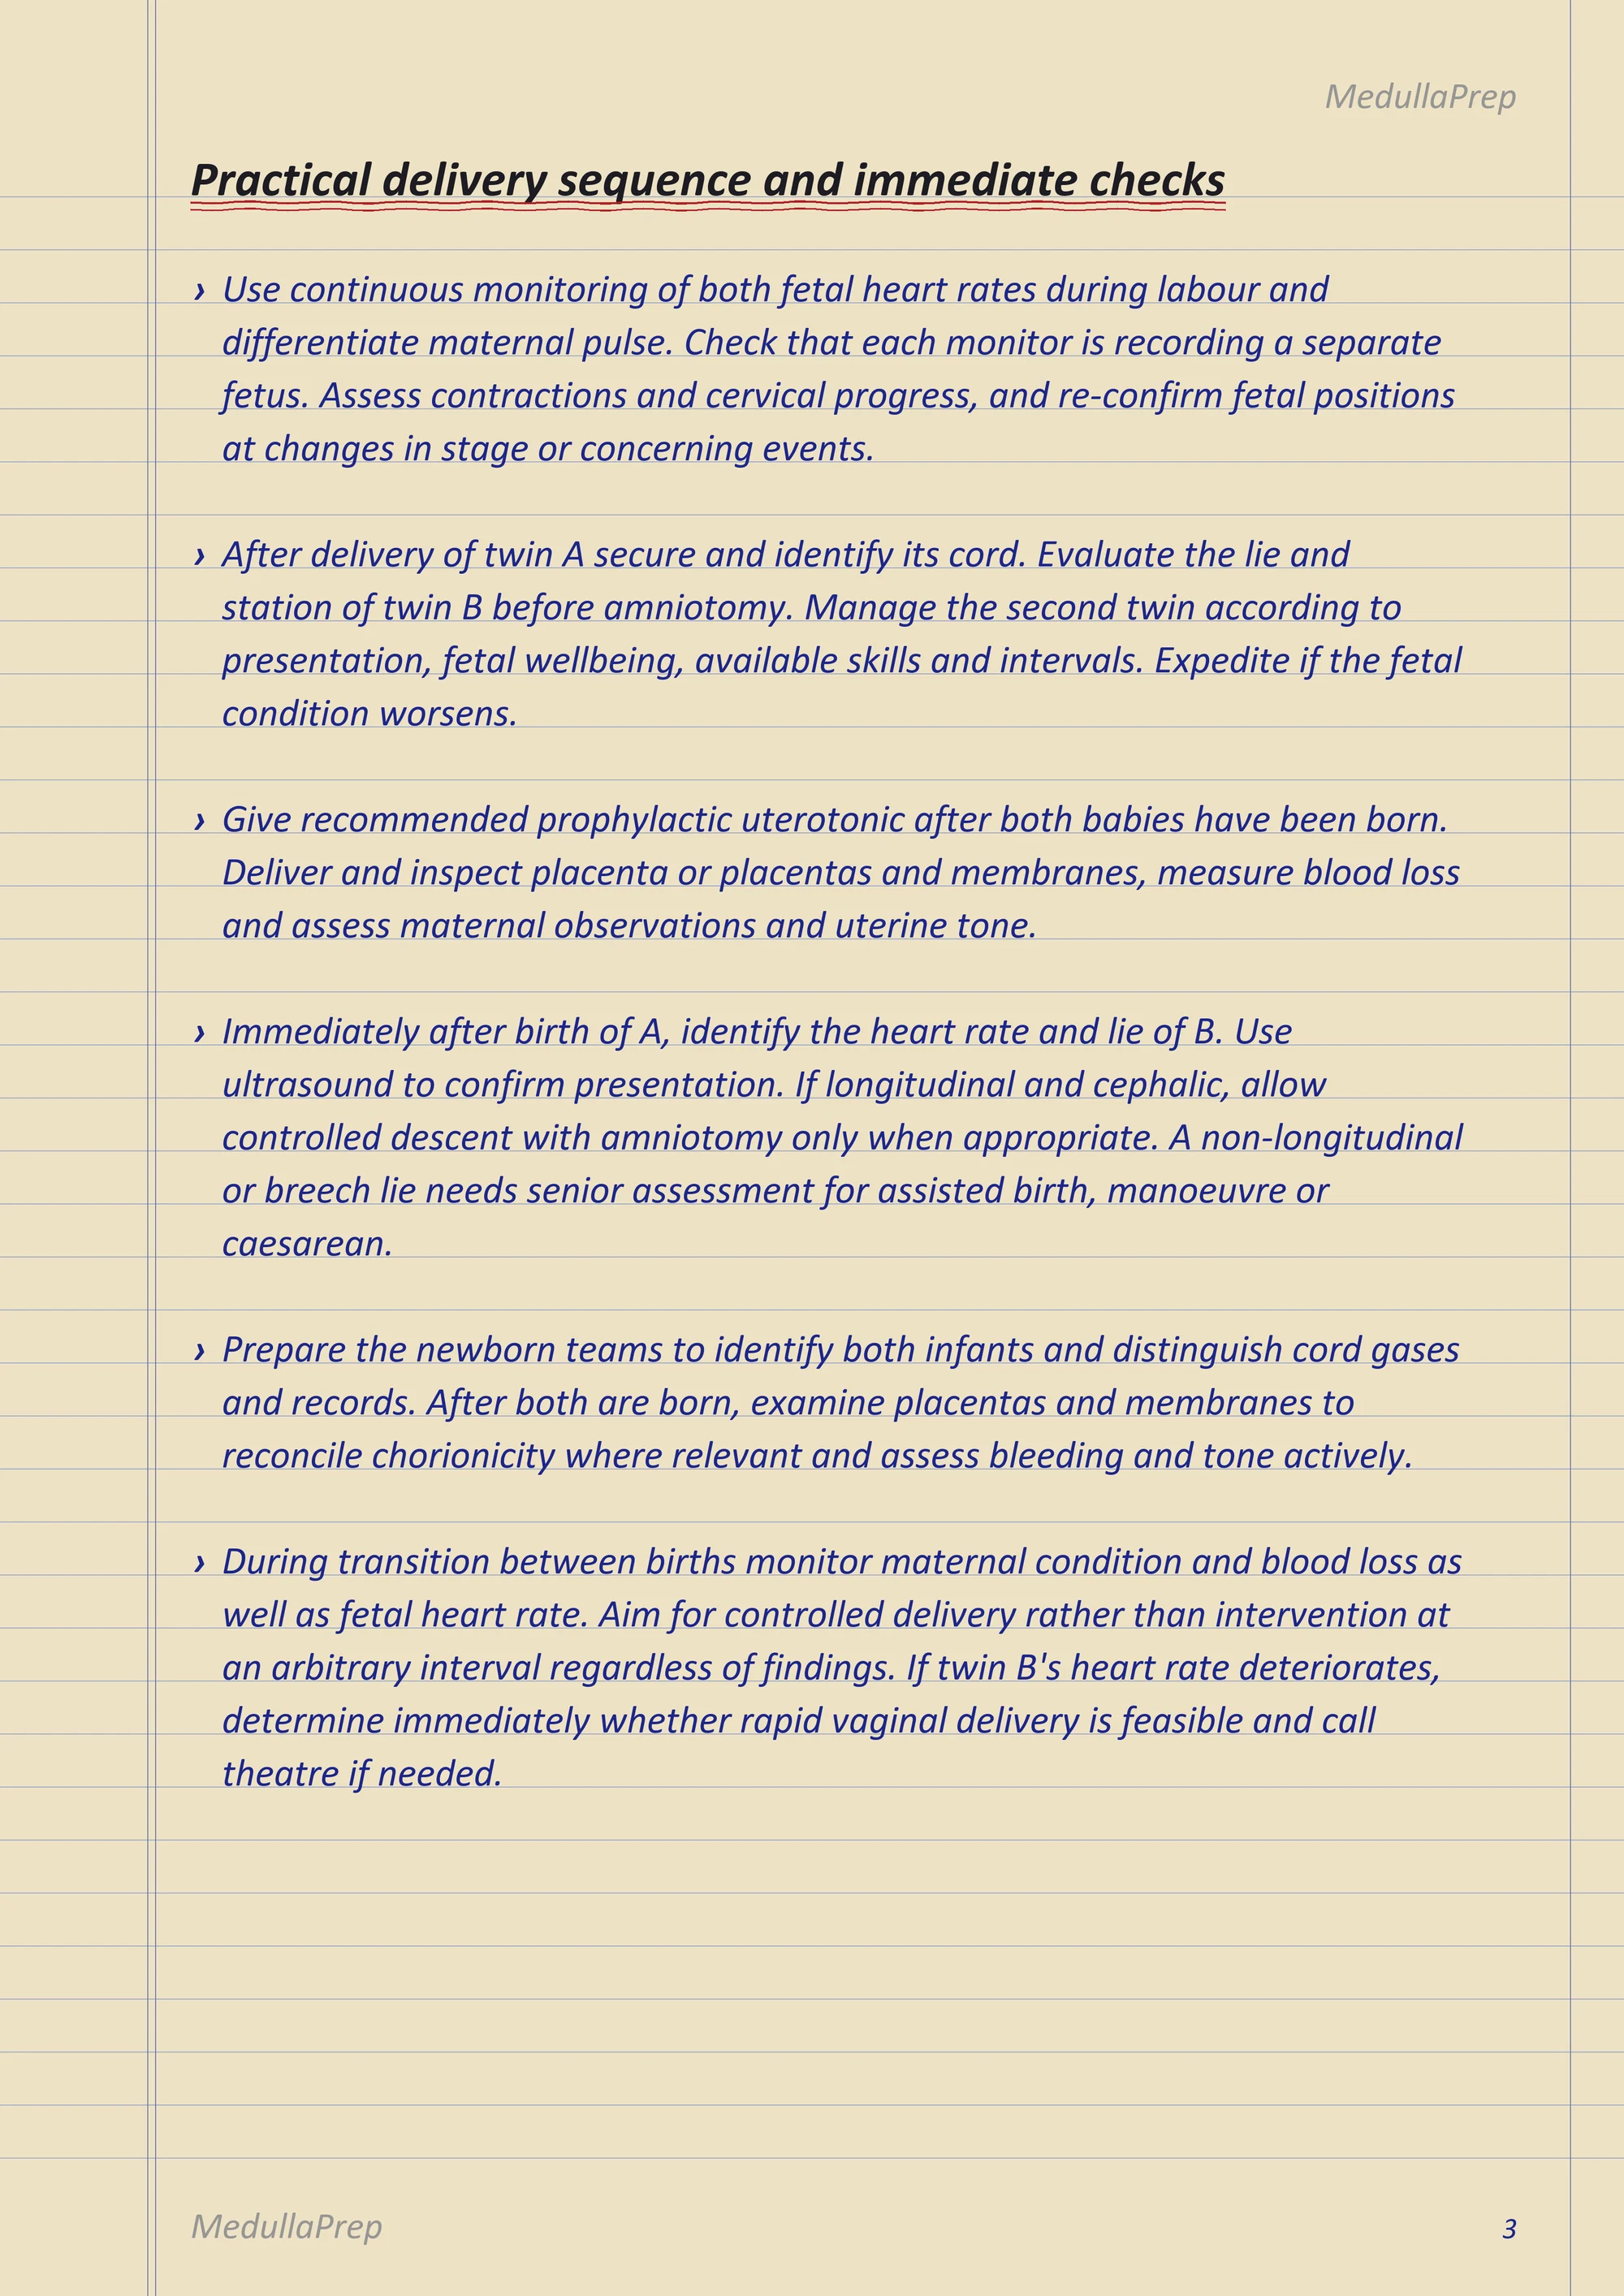 MedullaPrep
Practical delivery sequence and immediate checks
› Use continuous monitoring of both fetal heart rates during labour and
differentiate maternal pulse. Check that each monitor is recording a separate
fetus. Assess contractions and cervical progress, and re-confirm fetal positions
at changes in stage or concerning events.
› After delivery of twin A secure and identify its cord. Evaluate the lie and
station of twin B before amniotomy. Manage the second twin according to
presentation, fetal wellbeing, available skills and intervals. Expedite if the fetal
condition worsens.
› Give recommended prophylactic uterotonic after both babies have been born.
Deliver and inspect placenta or placentas and membranes, measure blood loss
and assess maternal observations and uterine tone.
› Immediately after birth of A, identify the heart rate and lie of B. Use
ultrasound to confirm presentation. If longitudinal and cephalic, allow
controlled descent with amniotomy only when appropriate. A non-longitudinal
or breech lie needs senior assessment for assisted birth, manoeuvre or
caesarean.
› Prepare the newborn teams to identify both infants and distinguish cord gases
and records. After both are born, examine placentas and membranes to
reconcile chorionicity where relevant and assess bleeding and tone actively.
› During transition between births monitor maternal condition and blood loss as
well as fetal heart rate. Aim for controlled delivery rather than intervention at
an arbitrary interval regardless of findings. If twin B's heart rate deteriorates,
determine immediately whether rapid vaginal delivery is feasible and call
theatre if needed.
MedullaPrep
3